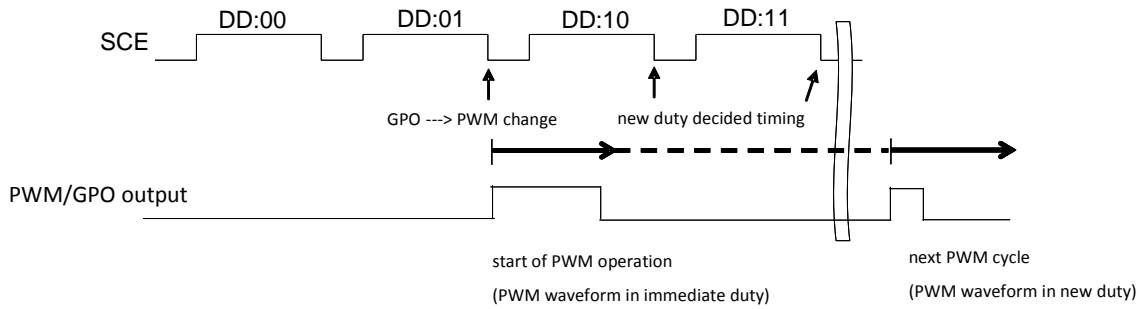 DD:00 DD:01 DD:10 DD:11
SCE
GPO ---> PWM change new duty decided timing
PWM/GPO output
start of PWM operation
(PWM waveform in immediate duty)
next PWM cycle
(PWM waveform in new duty)